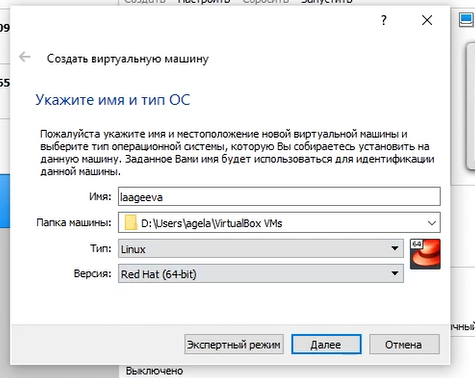 Создать Настроить Сбросить Запустить
09
55
? ×
Создать виртуальную машину
Укажите имя и тип ОС
Пожалуйста укажите имя и местоположение новой виртуальной машины и
выберите тип операционной системы, которую Вы собираетесь установить на
данную машину. Заданное Вами имя будет использоваться для идентификации
данной машины.
Имя: laageeva
Папка машины: D:\Users\agela\VirtualBox VMs
Тип: Linux
64
Версия: Red Hat (64-bit)
Экспертный режим Далее Отмена
Выключено